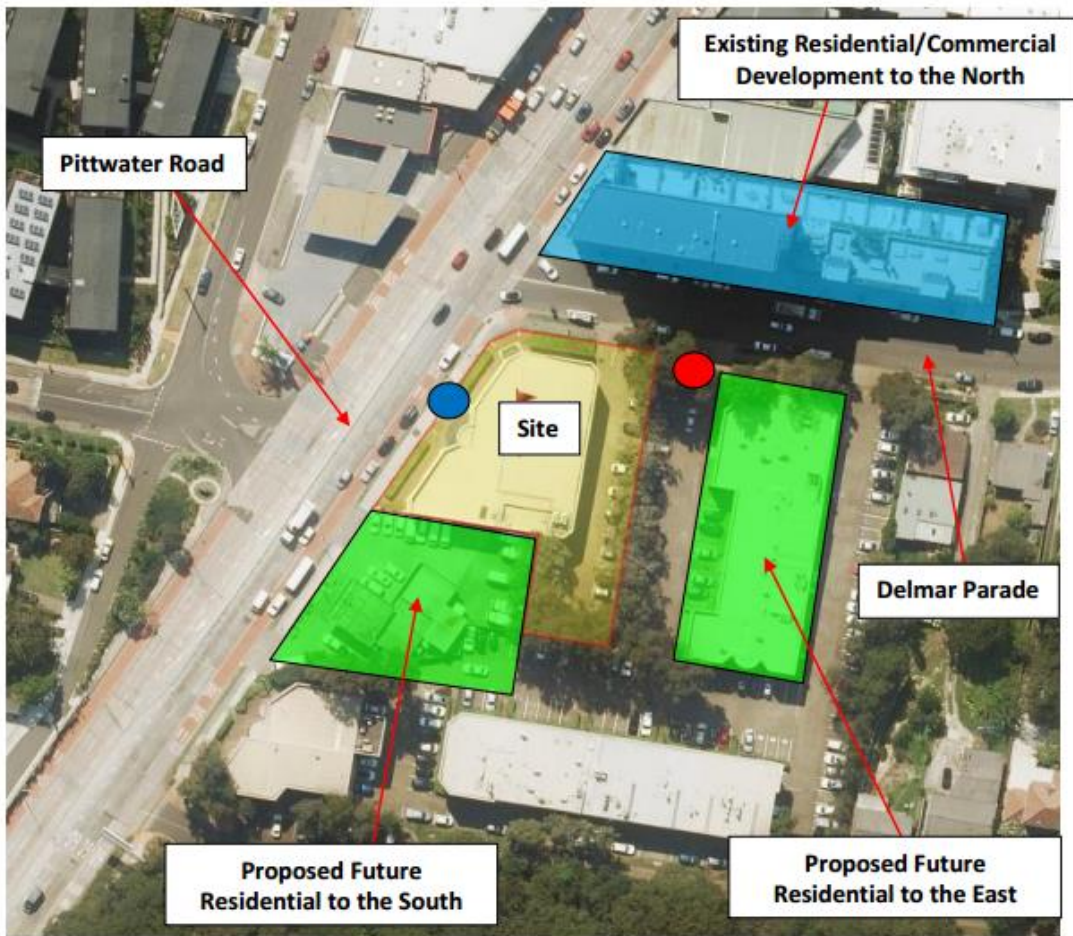 Existing Residential/Commercial
Development to the North
Pittwater Road
Site
Delmar Parade
Proposed Future
Residential to the South
Proposed Future
Residential to the East